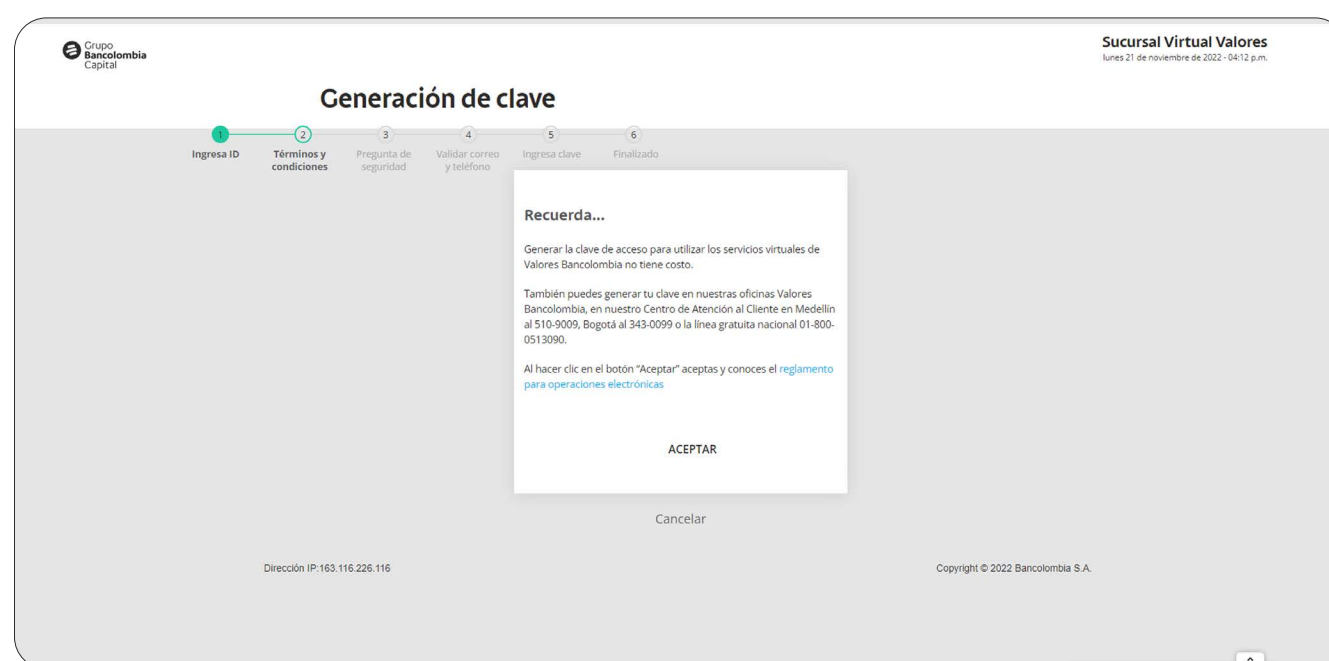 Grupo
Bancolombia
Capital
Sucursal Virtual Valores
lunes 21 de noviembre de 2022 - 04:12 p.m.
Generación de clave
1 2 3 4 5 6
Ingresa ID Términos y Pregunta de Validar correo Ingresa clave Finalizado
condiciones seguridad y teléfono
Recuerda...
Generar la clave de acceso para utilizar los servicios virtuales de
Valores Bancolombia no tiene costo.
También puedes generar tu clave en nuestras oficinas Valores
Bancolombia, en nuestro Centro de Atención al Cliente en Medellín
al 510-9009, Bogotá al 343-0099 o la línea gratuita nacional 01-800-
0513090.
Al hacer clic en el botón “Aceptar” aceptas y conoces el reglamento
para operaciones electrónicas
ACEPTAR
Cancelar
Dirección IP:163.116.226.116
Copyright © 2022 Bancolombia S.A.